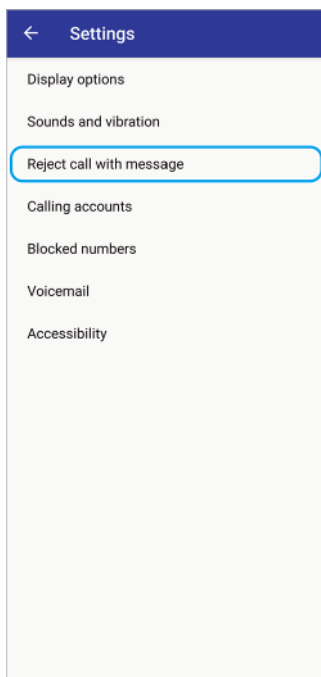 Settings
Display options
Sounds and vibration
Reject call with message
Calling accounts
Blocked numbers
Voicemail
Accessibility